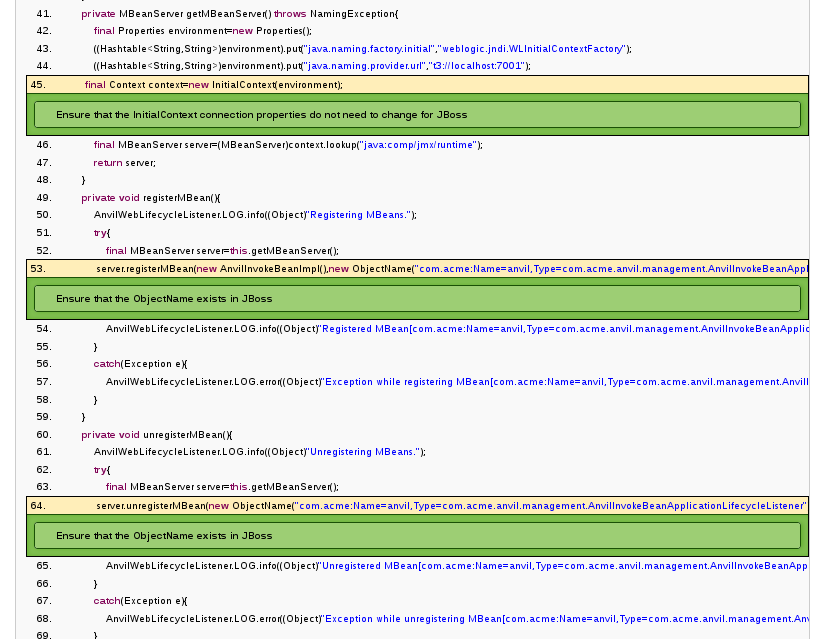 41. private MBeanServer getMBeanServer() throws NamingException{
42. final Properties environment=new Properties();
43. ((Hashtable<String,String>)environment).put("java.naming.factory.initial","weblogic.jndi.WLInitialContextFactory");
44. ((Hashtable<String,String>)environment).put("java.naming.provider.url","t3://localhost:7001");
45. final Context context=new InitialContext(environment);
Ensure that the InitialContext connection properties do not need to change for JBoss
46. final MBeanServer server=(MBeanServer)context.lookup("java:comp/jmx/runtime");
47. return server;
48. }
49. private void registerMBean(){
50. AnvilWebLifecycleListener.LOG.info((Object)"Registering MBeans.");
51. try{
52. final MBeanServer server=this.getMBeanServer();
53. server.registerMBean(new AnvilInvokeBeanImpl(),new ObjectName("com.acme:Name=anvil,Type=com.acme.anvil.management.AnvilInvokeBeanAppl
Ensure that the ObjectName exists in JBoss
54. AnvilWebLifecycleListener.LOG.info((Object)"Registered MBean[com.acme:Name=anvil,Type=com.acme.anvil.management.AnvilInvokeBeanApplic
55. }
56. catch(Exception e){
57. AnvilWebLifecycleListener.LOG.error((Object)"Exception while registering MBean[com.acme:Name=anvil,Type=com.acme.anvil.management.Anvill
58. }
59. }
60. private void unregisterMBean(){
61. AnvilWebLifecycleListener.LOG.info((Object)"Unregistering MBeans.");
62. try{
63. final MBeanServer server=this.getMBeanServer();
64. server.unregisterMBean(new ObjectName("com.acme:Name=anvil,Type=com.acme.anvil.management.AnvilInvokeBeanApplicationLifecycleListener"
Ensure that the ObjectName exists in JBoss
65. AnvilWebLifecycleListener.LOG.info((Object)"Unregistered MBean[com.acme:Name=anvil,Type=com.acme.anvil.management.AnvilInvokeBeanApp
66. }
67. catch(Exception e){
68. AnvilWebLifecycleListener.LOG.error((Object)"Exception while unregistering MBean[com.acme:Name=anvil,Type=com.acme.anvil.management.Anv
69. }